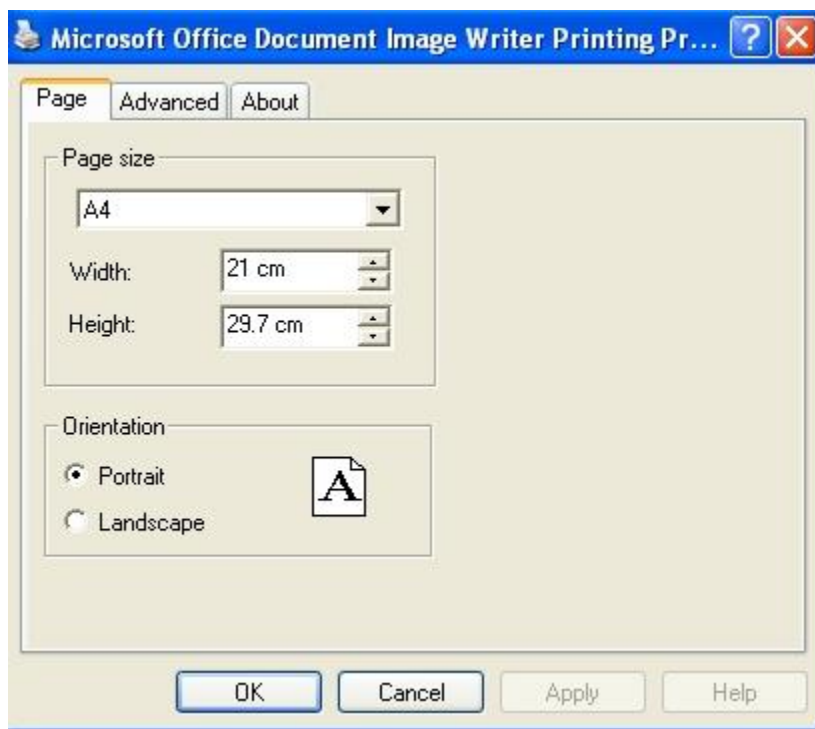 Microsoft Office Document Image Writer Printing Pr...
Page Advanced About
Page size
A4
Width: 21 cm
Height: 29.7 cm
Orientation
Portrait
A
Landscape
OK Cancel Apply Help